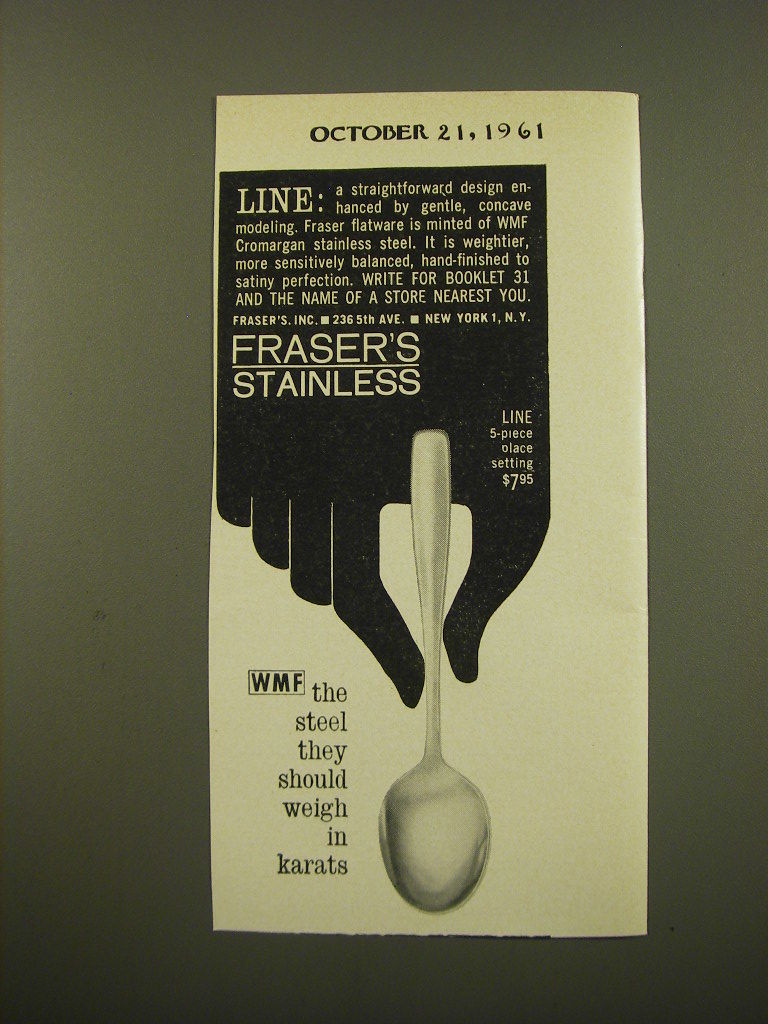 OCTOBER 21, 1961
LINE: a straightforward design en-
hanced by gentle, concave
modeling. Fraser flatware is minted of WMF
Cromargan stainless steel. It is weightier,
more sensitively balanced, hand-finished to
satiny perfection. WRITE FOR BOOKLET 31
AND THE NAME OF A STORE NEAREST YOU.
FRASER'S. INC. ■ 236 5th AVE. ■ NEW YORK 1, N.Y.
FRASER'S
STAINLESS
LINE
5-piece
place
setting
$7.95
WMF the
steel
they
should
weigh
in
karats